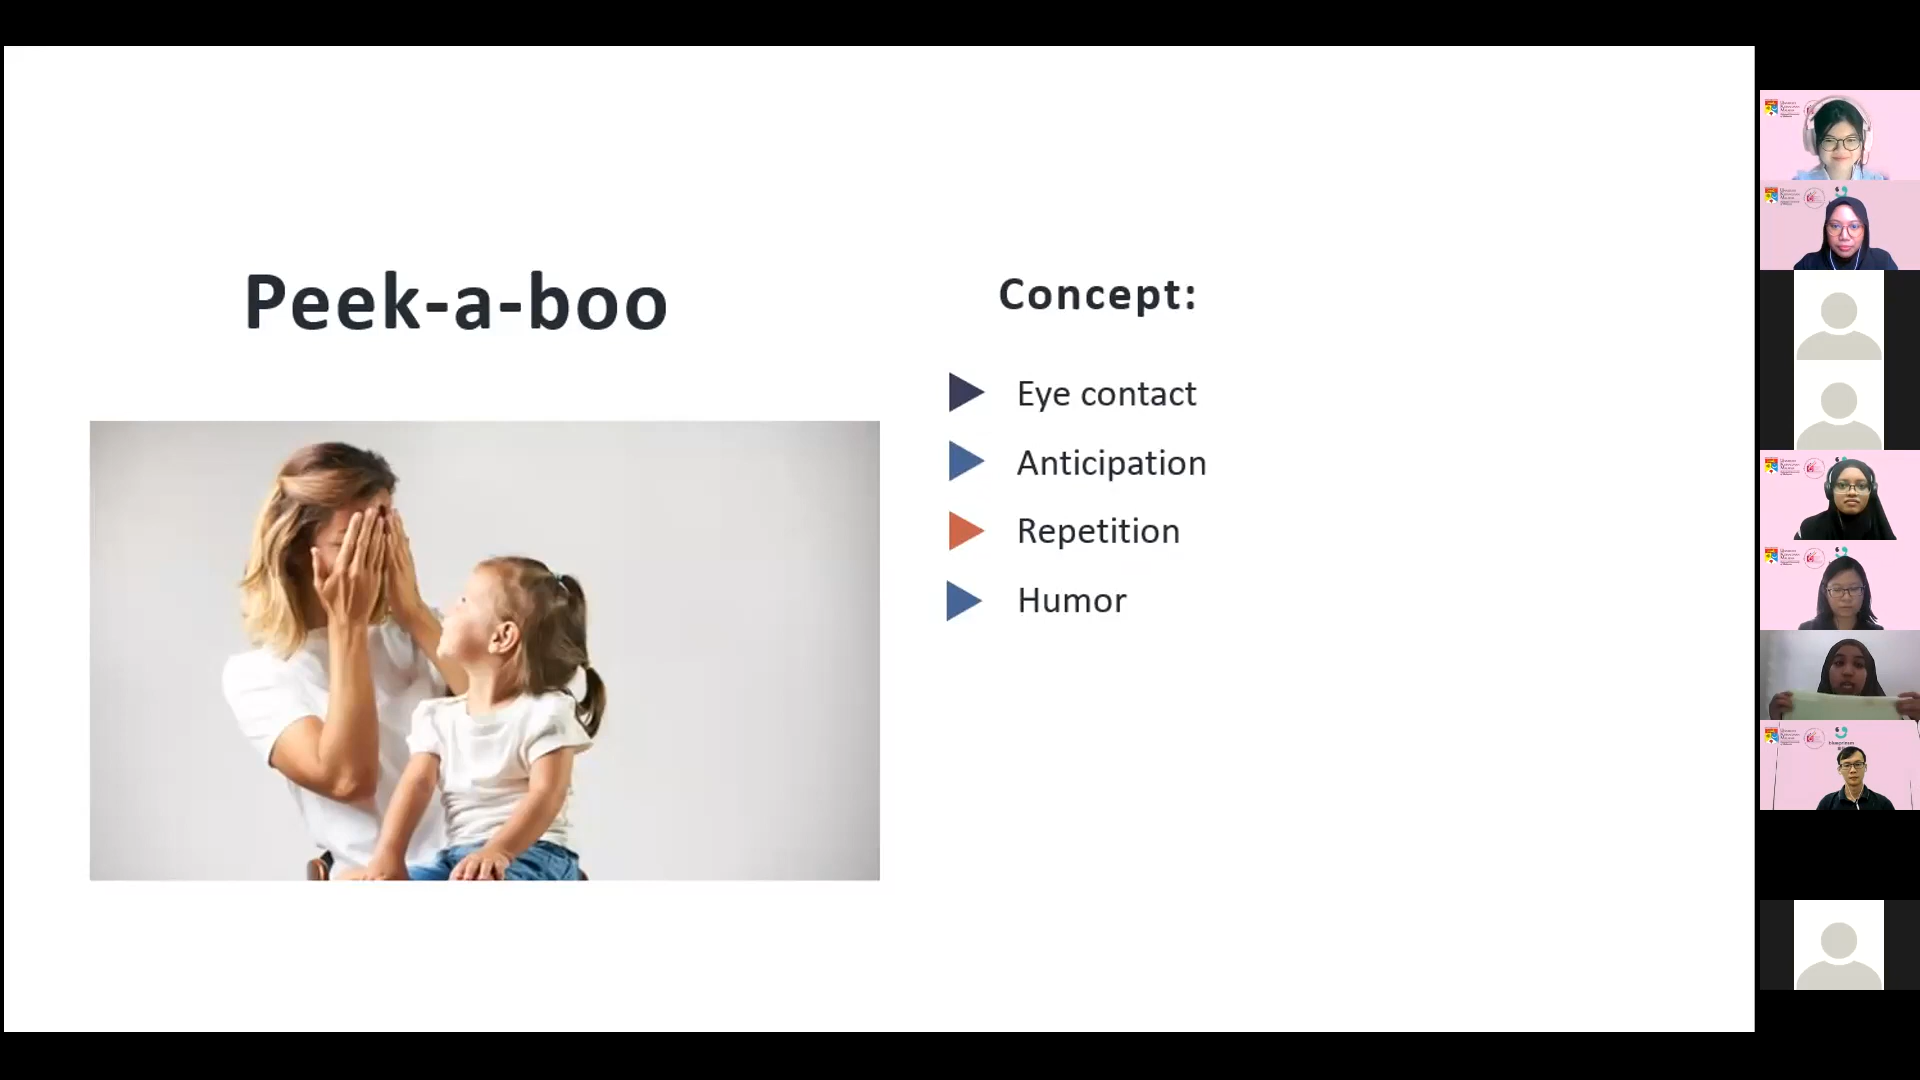 Peek-a-boo
Concept:
Eye contact
Anticipation
Repetition
Humor